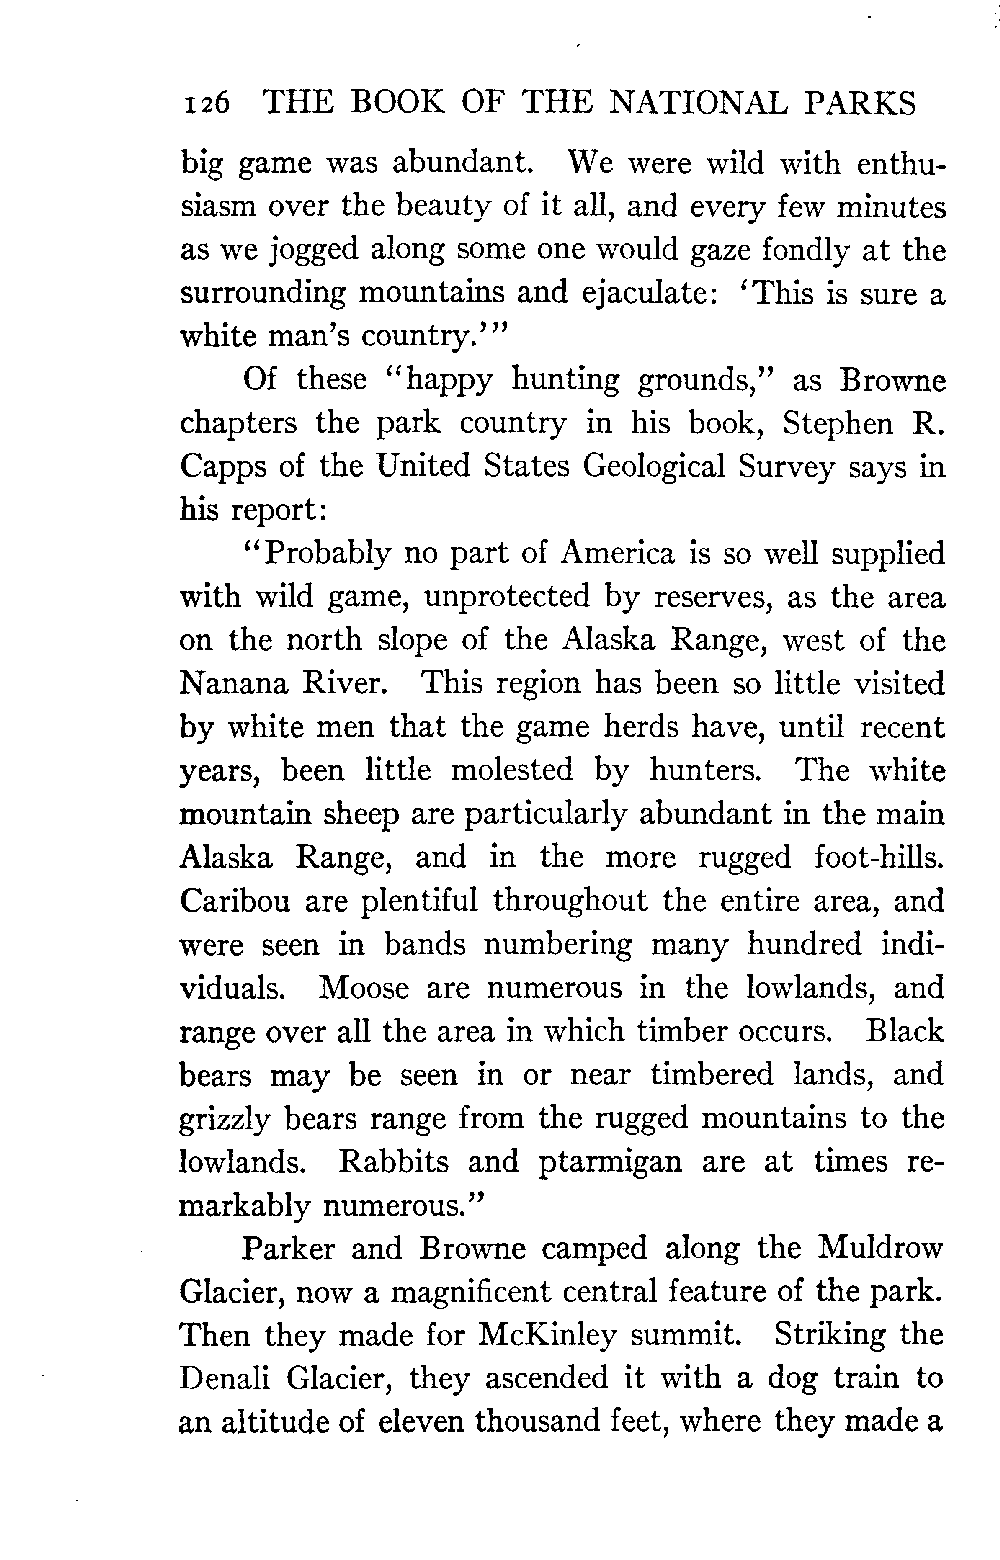 126 THE BOOK OF THE NATIONAL PARKS
big game was abundant. We were wild with enthu-
siasm over the beauty of it all, and every few minutes
as we jogged along some one would gaze fondly at the
surrounding mountains and ejaculate: 'This is sure a
white man's country.'"
Of these "happy hunting grounds," as Browne
chapters the park country in his book, Stephen R.
Capps of the United States Geological Survey says in
his report:
"Probably no part of America is so well supplied
with wild game, unprotected by reserves, as the area
on the north slope of the Alaska Range, west of the
Nanana River. This region has been so little visited
by white men that the game herds have, until recent
years, been little molested by hunters. The white
mountain sheep are particularly abundant in the main
Alaska Range, and in the more rugged foot-hills.
Caribou are plentiful throughout the entire area, and
were seen in bands numbering many hundred indi-
viduals. Moose are numerous in the lowlands, and
range over all the area in which timber occurs. Black
bears may be seen in or near timbered lands, and
grizzly bears range from the rugged mountains to the
lowlands. Rabbits and ptarmigan are at times re-
markably numerous."
Parker and Browne camped along the Muldrow
Glacier, now a magnificent central feature of the park.
Then they made for McKinley summit. Striking the
Denali Glacier, they ascended it with a dog train to
an altitude of eleven thousand feet, where they made a